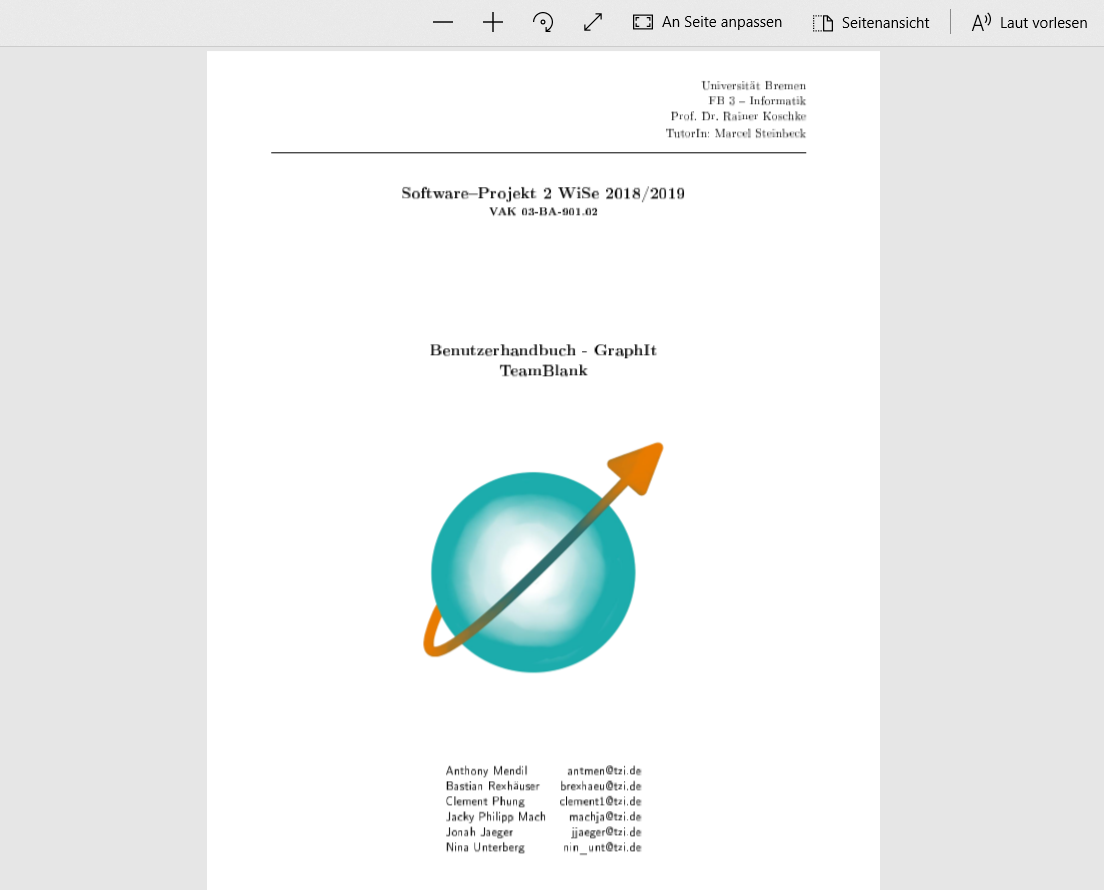 An Seite anpassen
Seitenansicht
A Laut vorlesen
Universität Bremen
FB 3 – Informatik
Prof. Dr. Rainer Koschke
TutorIn: Marcel Steinbeck
Software–Projekt 2 WiSe 2018/2019
VAK 03-BA-901.02
Benutzerhandbuch - GraphIt
TeamBlank
Anthony Mendil antmen@tzi.de
Bastian Rexhäuser brexhaeu@tzi.de
Clement Phung clement1@tzi.de
Jacky Philipp Mach machja@tzi.de
Jonah Jaeger jjaeger@tzi.de
Nina Unterberg nin_unt@tzi.de